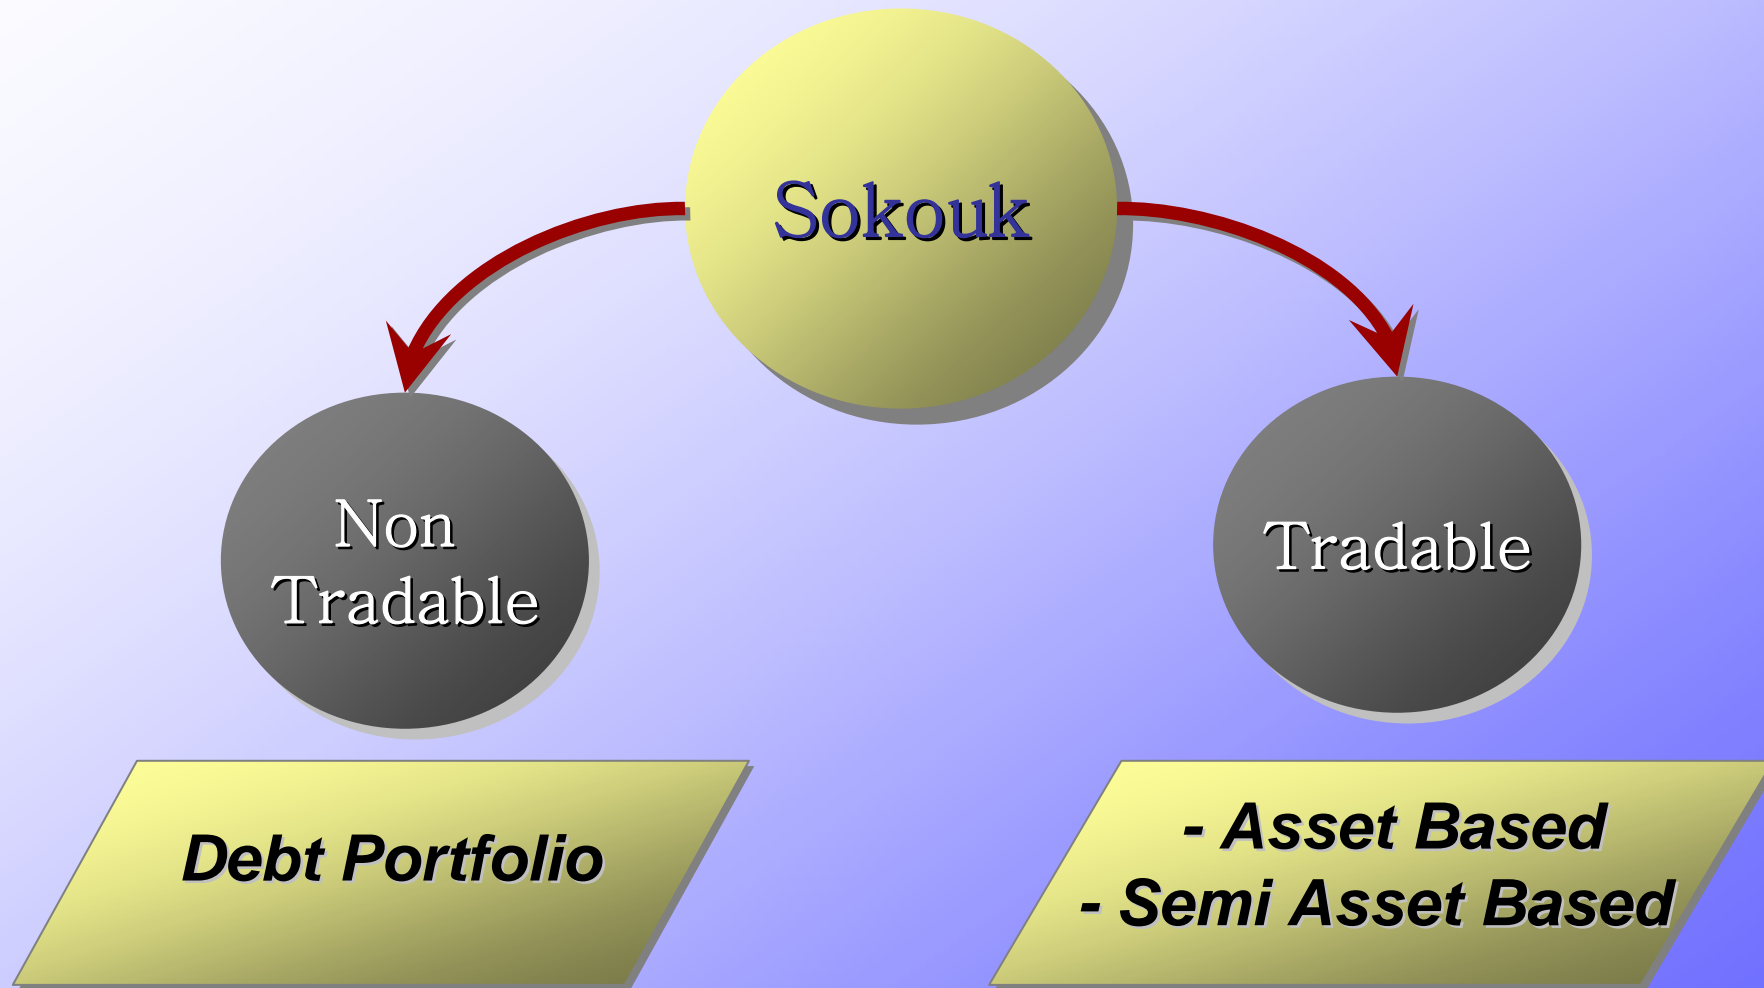 Sokouk
Non
Tradable
Tradable
Debt Portfolio
- Asset Based
- Semi Asset Based